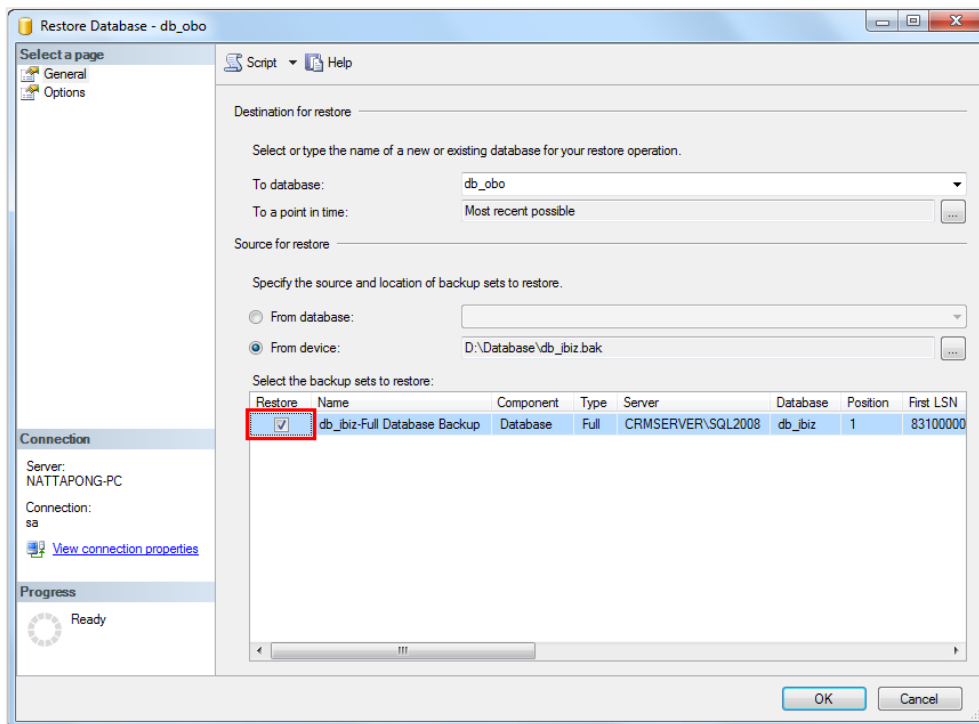 Restore Database - db_obo
Select a page
General
Options
Script Help
Destination for restore
Select or type the name of a new or existing database for your restore operation.
To database: db_obo
To a point in time: Most recent possible ...
Source for restore
Specify the source and location of backup sets to restore.
From database:
From device: D:\Database\db_ibiz.bak ...
Select the backup sets to restore:
Restore Name Component Type Server Database Position First LSN
db_ibiz-Full Database Backup Database Full CRMSERVER\SQL2008 db_ibiz 1 83100000
Connection
Server:
NATTAPONG-PC
Connection:
sa
View connection properties
Progress
Ready
OK Cancel